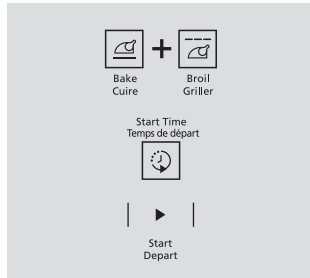 Bake
Cuire
Broil
Griller
Start Time
Temps de départ
Start
Depart